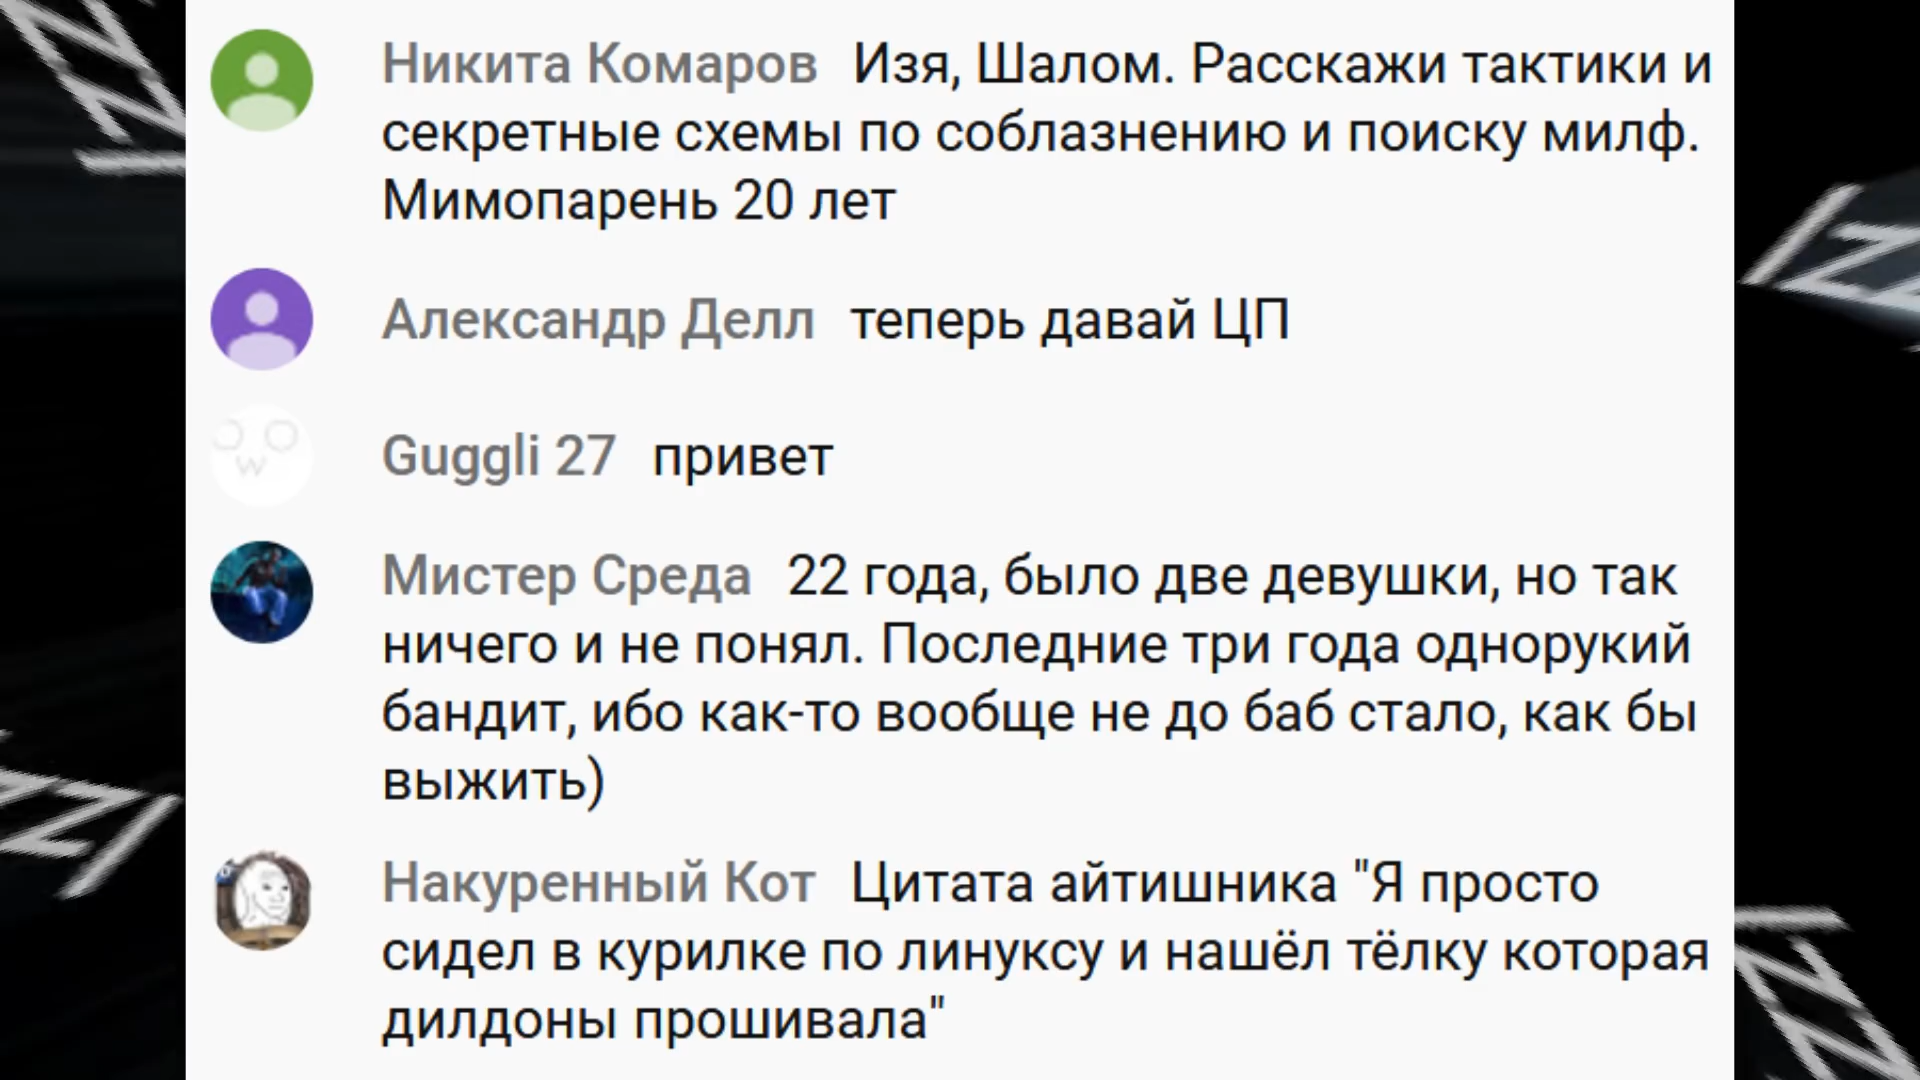 Никита Комаров Изя, Шалом. Расскажи тактики и
секретные схемы по соблазнению и поиску милф.
Мимопарень 20 лет
Александр Делл теперь давай ЦП
Guggli 27 привет
Мистер Среда 22 года, было две девушки, но так
ничего и не понял. Последние три года однорукий
бандит, ибо как-то вообще не до баб стало, как бы
выжить)
Накуренный Кот Цитата айтишника "Я просто
сидел в курилке по линуксу и нашёл тёлку которая
дилдоны прошивала"